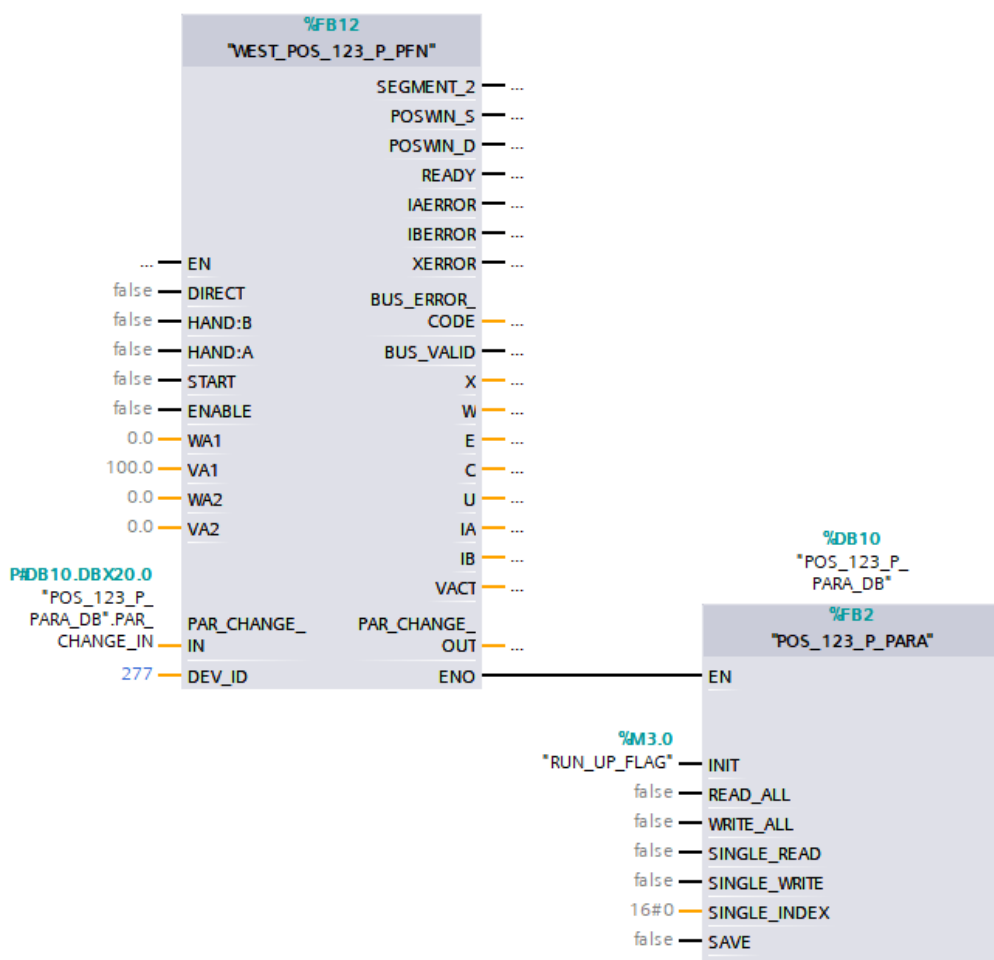 %FB12
"WEST_POS_123_P_PFN"
SEGMENT_2 ...
POSWIN_S ...
POSWIN_D ...
READY ...
IAERROR ...
IBERROR ...
... EN XERROR ...
false DIRECT
BUS_ERROR_
false HAND:B CODE ...
false HAND:A BUS_VALID ...
false START X ...
false ENABLE W ...
0.0 WA1 E ...
100.0 VA1 C ...
0.0 WA2 U ...
0.0 VA2 IA ...
IB ...
VACT ...
P#DB10.DBX20.0
"POS_123_P_
PARA_DB".PAR_
CHANGE_IN
PAR_CHANGE_
IN
PAR_CHANGE_
OUT ...
277 DEV_ID ENO
%DB10
"POS_123_P_
PARA_DB"
%FB2
"POS_123_P_PARA"
EN
%M3.0
"RUN_UP_FLAG" INIT
false READ_ALL
false WRITE_ALL
false SINGLE_READ
false SINGLE_WRITE
16#0 SINGLE_INDEX
false SAVE